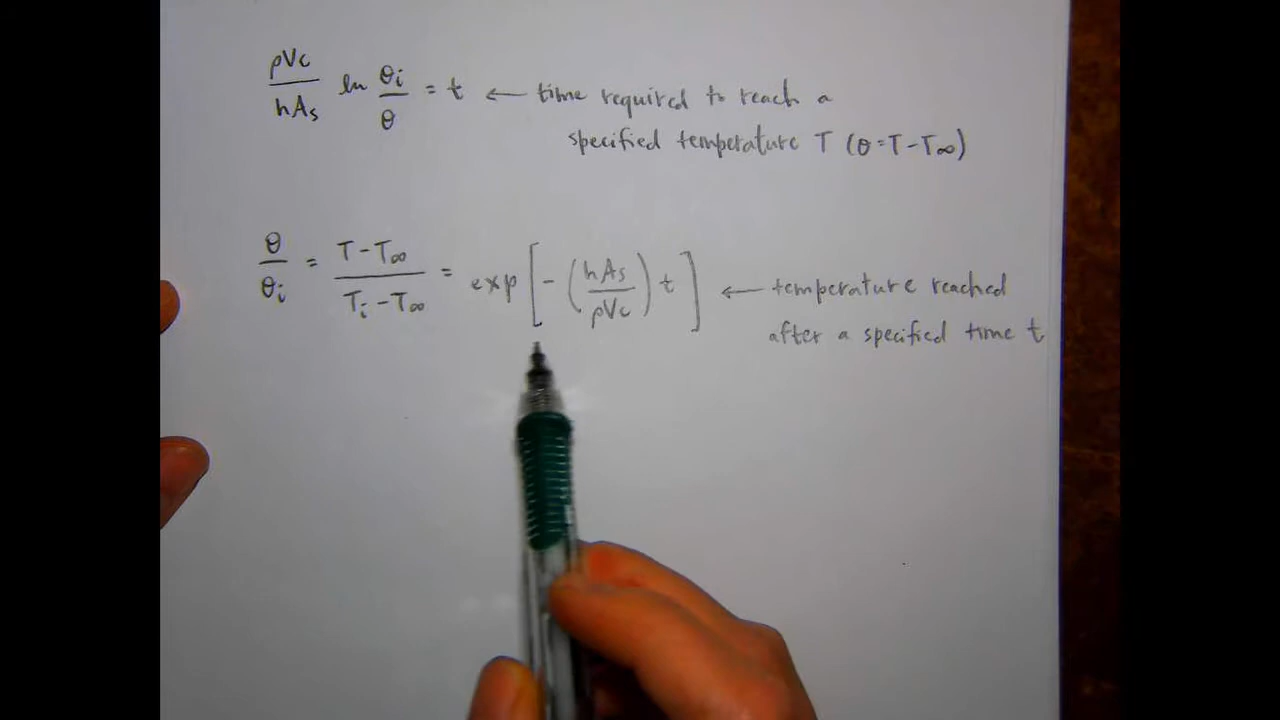 ρVc / hAs ln θi / θ = t ← time required to reach a
specified temperature T (θ=T-T∞)
θ / θi = T-T∞ / Ti-T∞ = exp[-(hAs / ρVc)t] ← temperature reached
after a specified time t